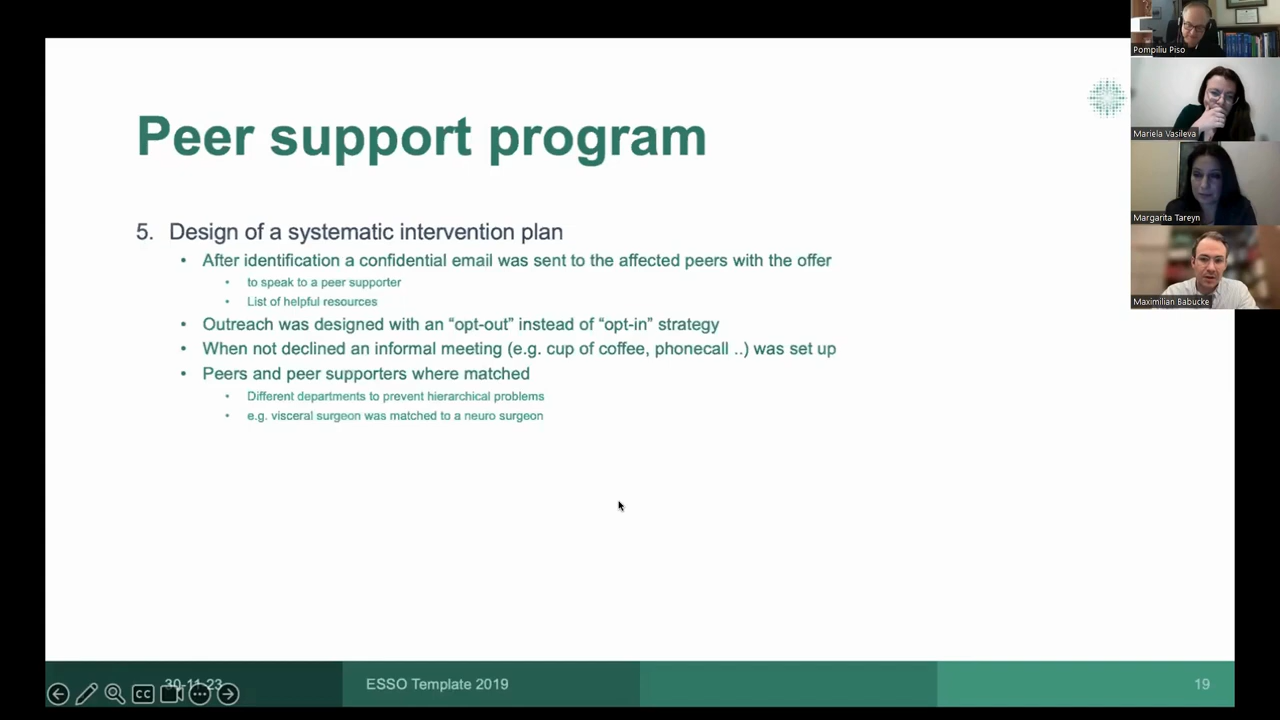 Peer support program
5. Design of a systematic intervention plan
• After identification a confidential email was sent to the affected peers with the offer
• to speak to a peer supporter
• List of helpful resources
• Outreach was designed with an “opt-out” instead of “opt-in” strategy
• When not declined an informal meeting (e.g. cup of coffee, phonecall ..) was set up
• Peers and peer supporters where matched
• Different departments to prevent hierarchical problems
• e.g. visceral surgeon was matched to a neuro surgeon
30-11-23
ESSO Template 2019
19
CC
Pompiliu Piso
Mariela Vasileva
Margarita Tareyn
Maximilian Babucke